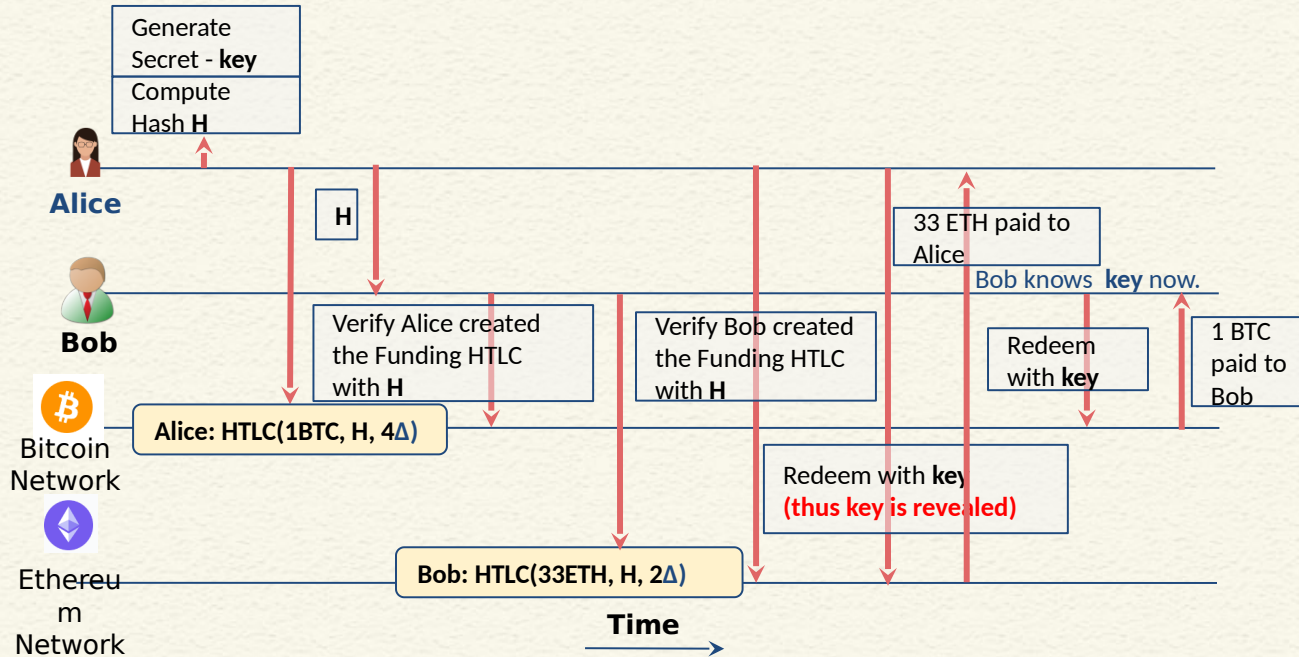 Generate
Secret - key
Compute
Hash H
Alice
H
33 ETH paid to
Alice
Bob knows key now.
Bob
Verify Alice created
the Funding HTLC
with H
Verify Bob created
the Funding HTLC
with H
Redeem
with key
1 BTC
paid to
Bob
Alice: HTLC(1BTC, H, 4Δ)
Bitcoin
Network
Redeem with key
(thus key is revealed)
Bob: HTLC(33ETH, H, 2Δ)
Ethereu
m
Network
Time